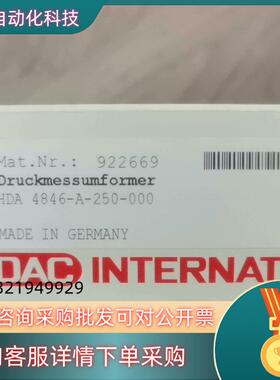 自动化科技
Mat.Nr.: 922669
Druckmessumformer
HDA 4846-A-250-000
MADE IN GERMANY
821949929
DAC INTERNAT
咨询采购批发可对公开票
客服详情下单采购